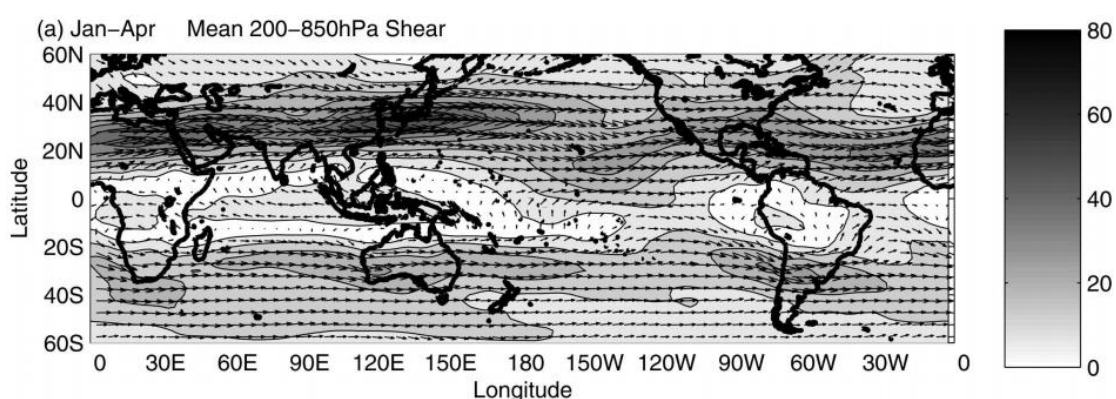 (a) Jan−Apr Mean 200−850hPa Shear
60N
40N
20N
0
20S
40S
60S
Latitude
0 30E 60E 90E 120E 150E 180 150W 120W 90W 60W 30W 0
Longitude
80
60
40
20
0